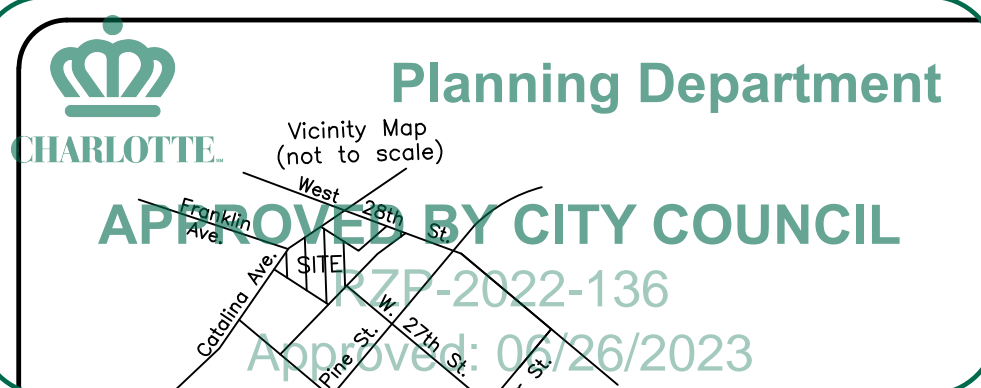 Planning Department
CHARLOTTE
Vicinity Map
(not to scale)
West 28th St.
Franklin Ave.
APPROVED BY CITY COUNCIL
SITE
RZP-2022-136
Catalina Ave.
W. 27th St.
Pine St.
Approved: 06/26/2023
St.